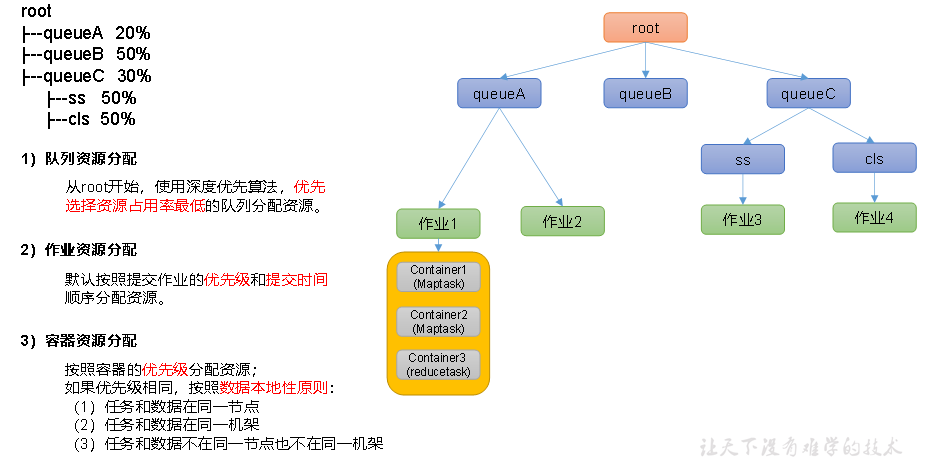 root
├---queueA 20%
├---queueB 50%
├---queueC 30%
├---ss 50%
├---cls 50%
1）队列资源分配
从root开始，使用深度优先算法，优先
选择资源占用率最低的队列分配资源。
2）作业资源分配
默认按照提交作业的优先级和提交时间
顺序分配资源。
3）容器资源分配
按照容器的优先级分配资源；
如果优先级相同，按照数据本地性原则：
（1）任务和数据在同一节点
（2）任务和数据在同一机架
（3）任务和数据不在同一节点也不在同一机架
root
queueA
queueB
queueC
ss
cls
作业1
作业2
作业3
作业4
Container1
(Maptask)
Container2
(Maptask)
Container3
(reducetask)
让天下没有难学的技术